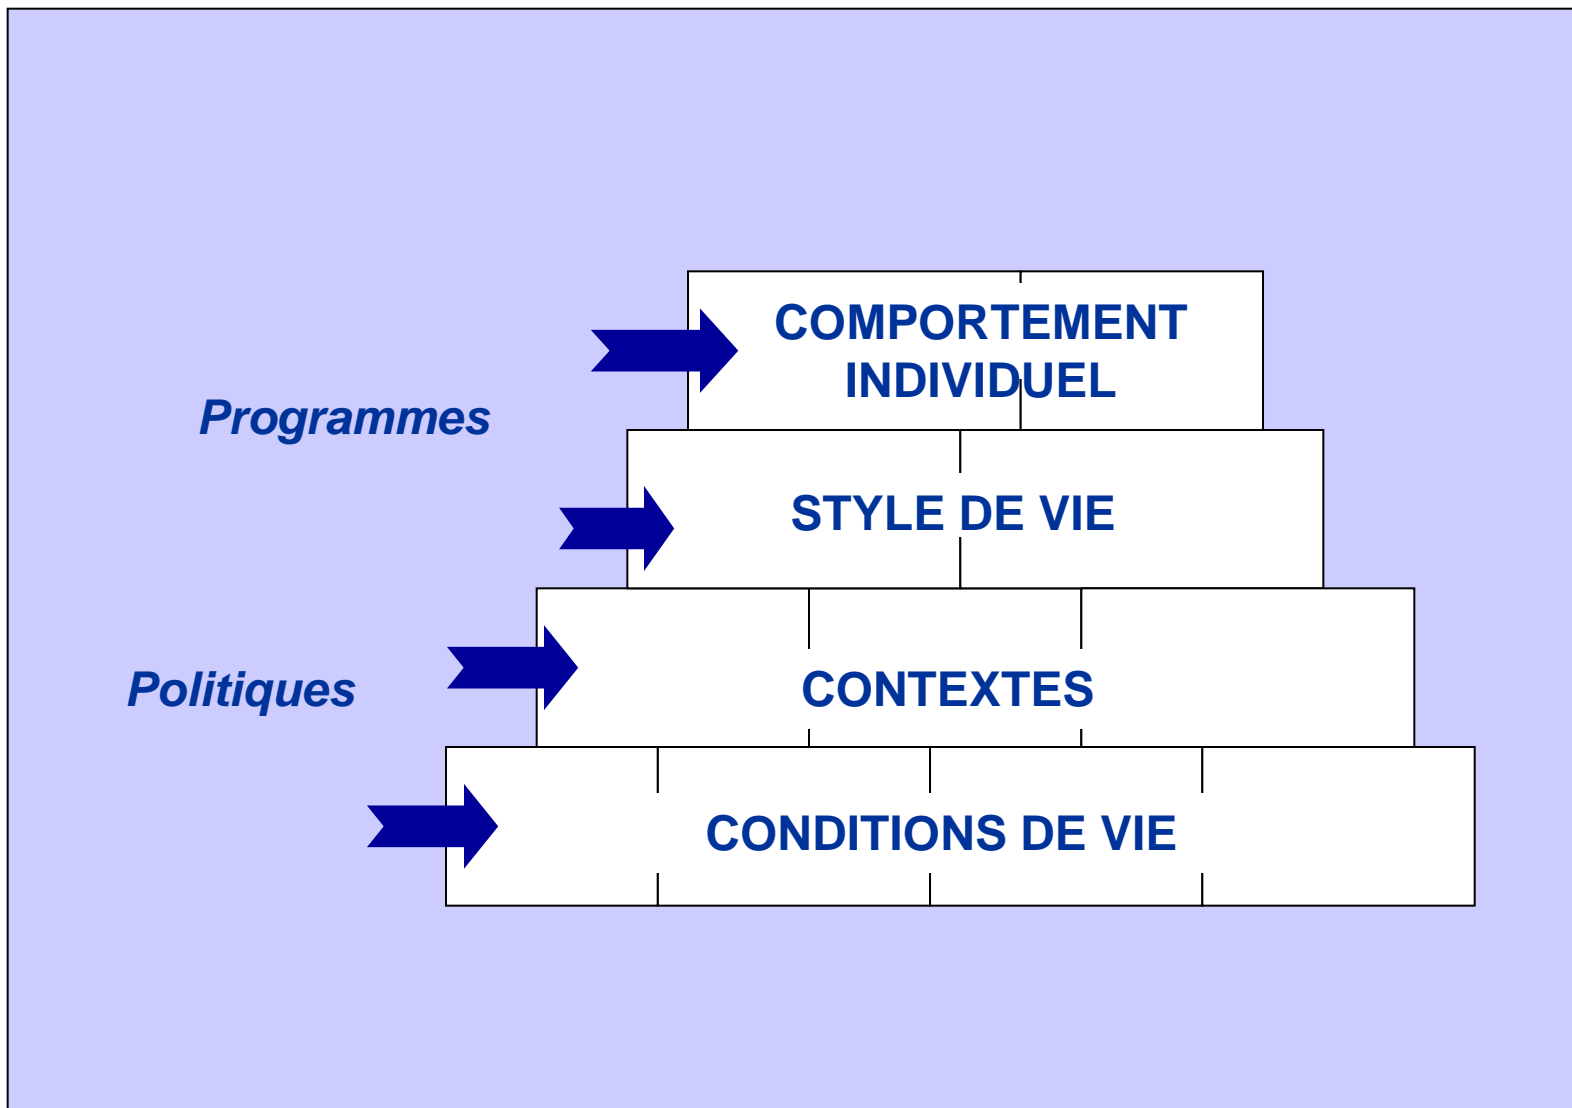 COMPORTEMENT
INDIVIDUEL
Programmes
STYLE DE VIE
Politiques
CONTEXTES
CONDITIONS DE VIE